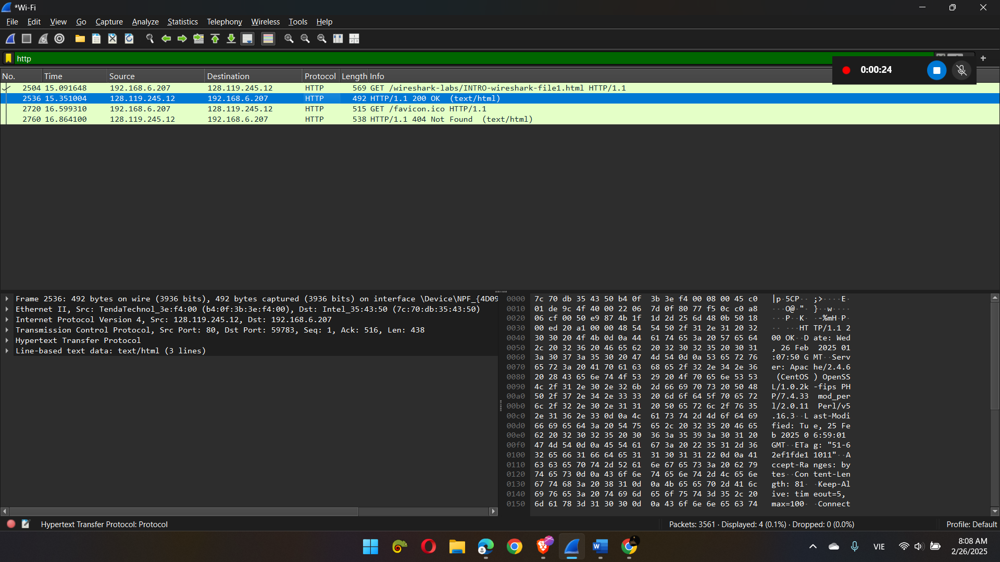 *Wi-Fi
File Edit View Go Capture Analyze Statistics Telephony Wireless Tools Help
http
0:00:24
No. Time Source Destination Protocol Length Info
2504 15.091648 192.168.6.207 128.119.245.12 HTTP 569 GET /wireshark-labs/INTRO-wireshark-file1.html HTTP/1.1
2536 15.351004 128.119.245.12 192.168.6.207 HTTP 492 HTTP/1.1 200 OK (text/html)
2720 16.599310 192.168.6.207 128.119.245.12 HTTP 515 GET /favicon.ico HTTP/1.1
2760 16.864100 128.119.245.12 192.168.6.207 HTTP 538 HTTP/1.1 404 Not Found (text/html)
Frame 2536: 492 bytes on wire (3936 bits), 492 bytes captured (3936 bits) on interface \Device\NPF_{4D09
Ethernet II, Src: TendaTechnol_3e:f4:00 (b4:0f:3b:3e:f4:00), Dst: Intel_35:43:50 (7c:70:db:35:43:50)
Internet Protocol Version 4, Src: 128.119.245.12, Dst: 192.168.6.207
Transmission Control Protocol, Src Port: 80, Dst Port: 59783, Seq: 1, Ack: 516, Len: 438
Hypertext Transfer Protocol
Line-based text data: text/html (3 lines)
0000 7c 70 db 35 43 50 b4 0f 3b 3e f4 00 08 00 45 c0 |p·5CP·· ;>····E·
0010 01 de 9c 4f 40 00 22 06 7d 0f 80 77 f5 0c c0 a8 ···O@·"· }··w····
0020 06 cf 00 50 e9 87 4b 1f 1d 2d 25 6d 48 0b 50 18 ···P··K· ·-%mH·P·
0030 00 ed 20 a1 00 00 48 54 54 50 2f 31 2e 31 20 32 ·· ···HT TP/1.1 2
0040 30 30 20 4f 4b 0d 0a 44 61 74 65 3a 20 57 65 64 00 OK··D ate: Wed
0050 2c 20 32 36 20 46 65 62 20 32 30 32 35 20 30 31 , 26 Feb 2025 01
0060 3a 30 37 3a 35 30 20 47 4d 54 0d 0a 53 65 72 76 :07:50 G MT··Serv
0070 65 72 3a 20 41 70 61 63 68 65 2f 32 2e 34 2e 36 er: Apac he/2.4.6
0080 20 28 43 65 6e 74 4f 53 29 20 4f 70 65 6e 53 53 (CentOS ) OpenSS
0090 4c 2f 31 2e 30 2e 32 6b 2d 66 69 70 73 20 50 48 L/1.0.2k -fips PH
00a0 50 2f 37 2e 34 2e 33 33 20 6d 6f 64 5f 70 65 72 P/7.4.33 mod_per
00b0 6c 2f 32 2e 30 2e 31 31 20 50 65 72 6c 2f 76 35 l/2.0.11 Perl/v5
00c0 2e 31 36 2e 33 0d 0a 4c 61 73 74 2d 4d 6f 64 69 .16.3··L ast-Modi
00d0 66 69 65 64 3a 20 54 75 65 2c 20 32 35 20 46 65 fied: Tu e, 25 Fe
00e0 62 20 32 30 32 35 20 30 36 3a 35 39 3a 30 31 20 b 2025 0 6:59:01
00f0 47 4d 54 0d 0a 45 54 61 67 3a 20 22 35 31 2d 36 GMT··ETa g: "51-6
0100 32 65 66 31 66 64 65 31 31 30 31 31 22 0d 0a 41 2ef1fde1 1011"··A
0110 63 63 65 70 74 2d 52 61 6e 67 65 73 3a 20 62 79 ccept-Ra nges: by
0120 74 65 73 0d 0a 43 6f 6e 74 65 6e 74 2d 4c 65 6e tes··Con tent-Len
0130 67 74 68 3a 20 38 31 0d 0a 4b 65 65 70 2d 41 6c gth: 81· ·Keep-Al
0140 69 76 65 3a 20 74 69 6d 65 6f 75 74 3d 35 2c 20 ive: tim eout=5,
0150 6d 61 78 3d 31 30 30 0d 0a 43 6f 6e 6e 65 63 74 max=100· ·Connect
Hypertext Transfer Protocol: Protocol
Packets: 3561 · Displayed: 4 (0.1%) · Dropped: 0 (0.0%)
Profile: Default
VIE
8:08 AM
2/26/2025